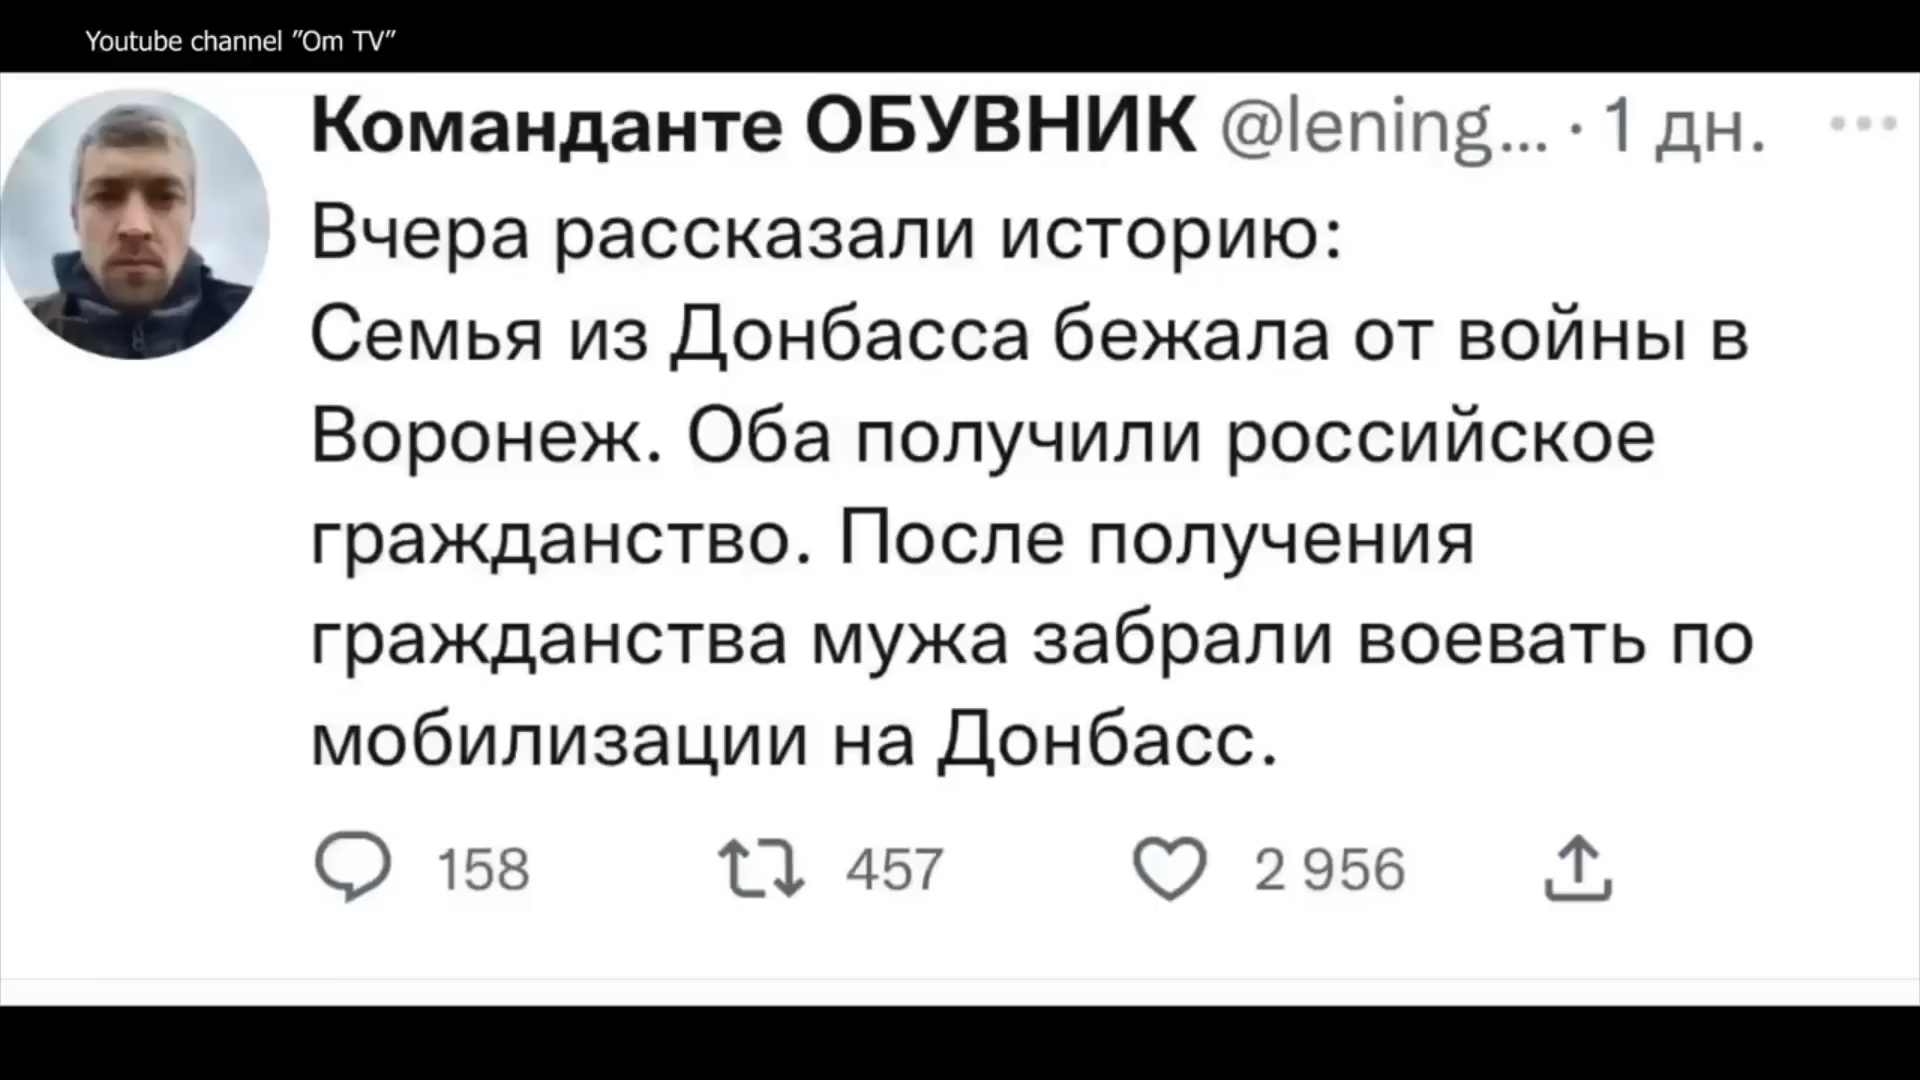 Youtube channel "Om TV"
Команданте ОБУВНИК @lening... · 1 дн.
Вчера рассказали историю:
Семья из Донбасса бежала от войны в
Воронеж. Оба получили российское
гражданство. После получения
гражданства мужа забрали воевать по
мобилизации на Донбасс.
158 457 2 956